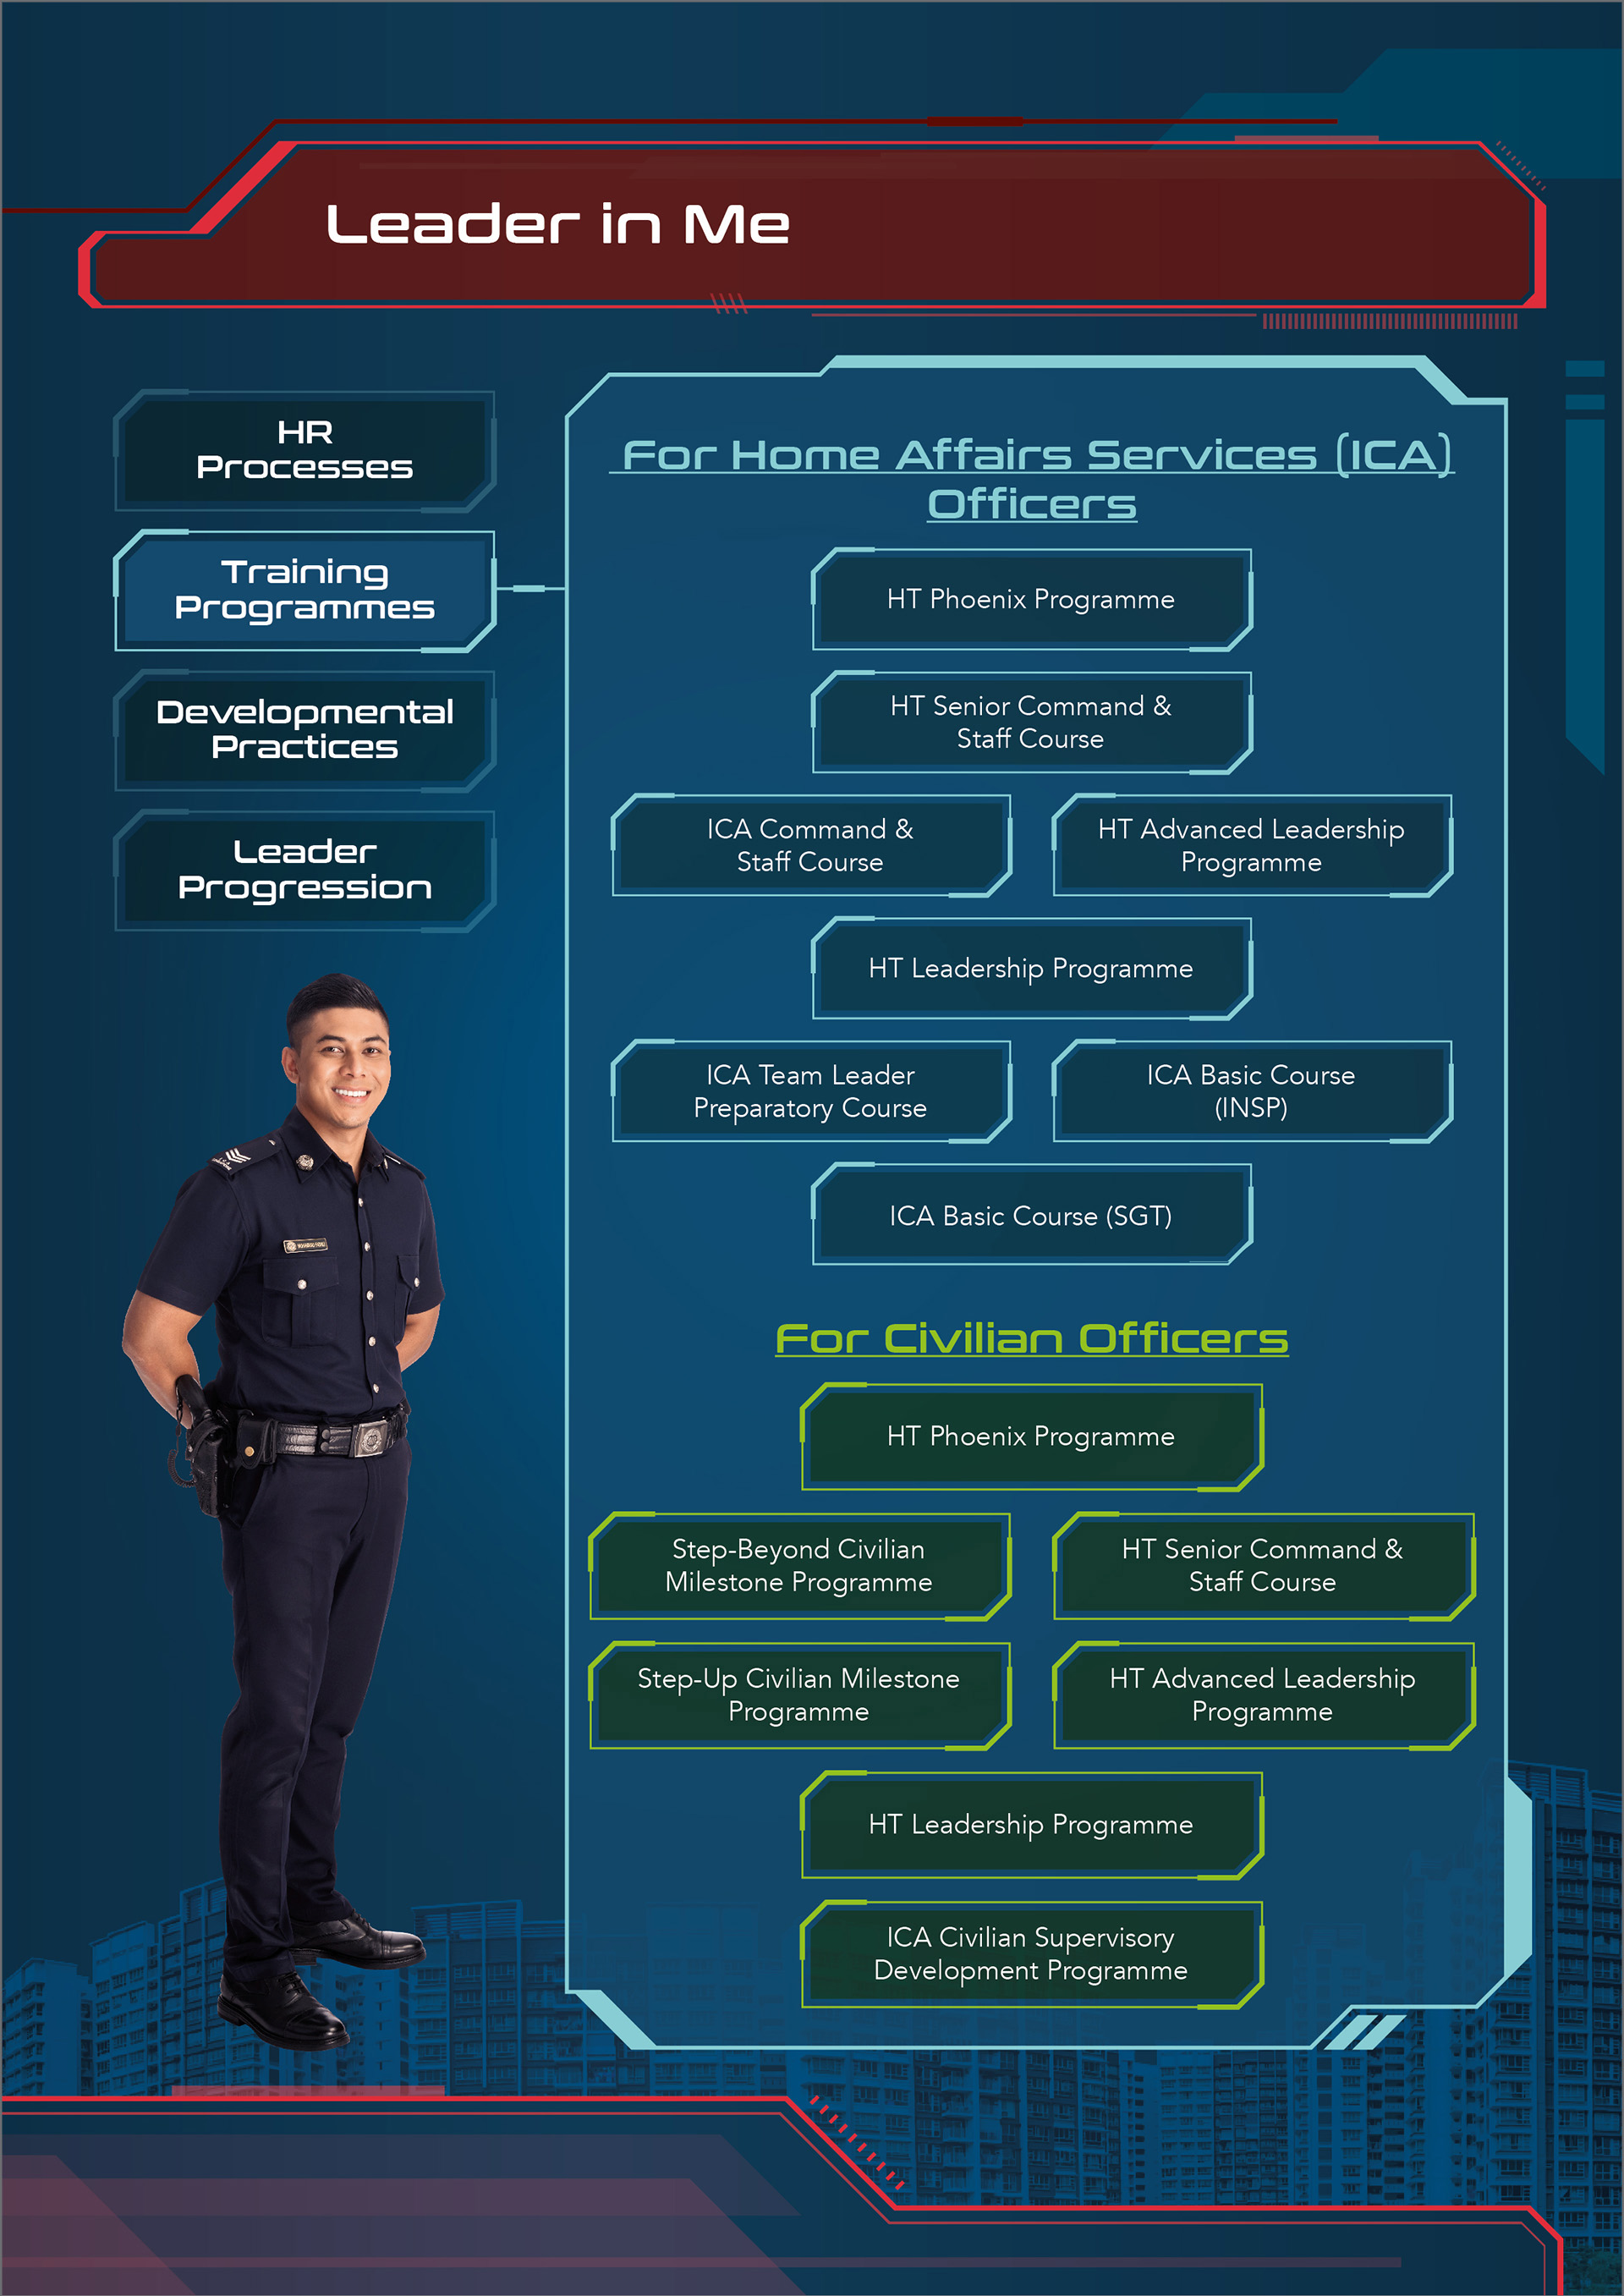 Leader in Me
HR
Processes
Training
Programmes
Developmental
Practices
Leader
Progression
For Home Affairs Services (ICA)
Officers
HT Phoenix Programme
HT Senior Command &
Staff Course
ICA Command &
Staff Course
HT Advanced Leadership
Programme
HT Leadership Programme
ICA Team Leader
Preparatory Course
ICA Basic Course
(INSP)
ICA Basic Course (SGT)
For Civilian Officers
HT Phoenix Programme
Step-Beyond Civilian
Milestone Programme
HT Senior Command &
Staff Course
Step-Up Civilian Milestone
Programme
HT Advanced Leadership
Programme
HT Leadership Programme
ICA Civilian Supervisory
Development Programme